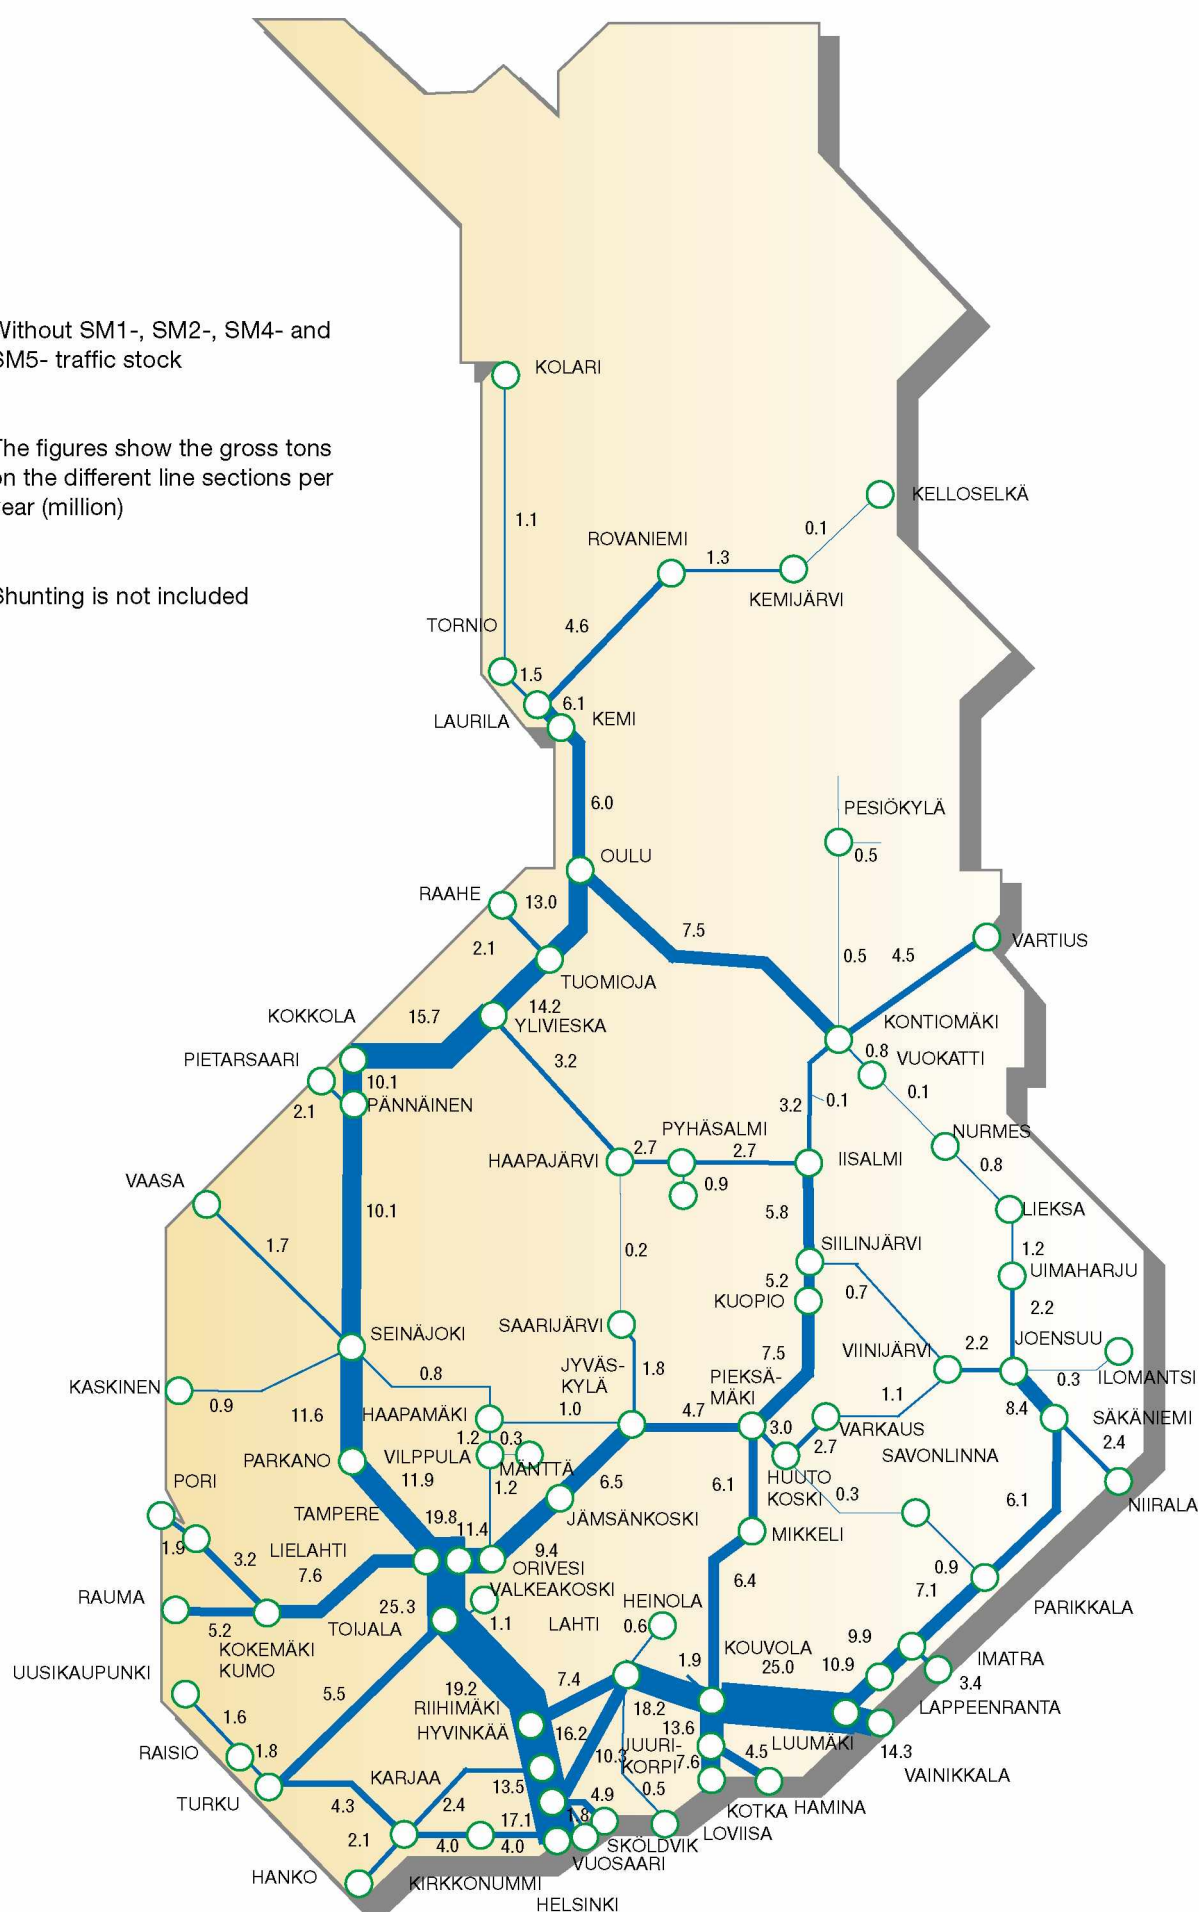 Without SM1-, SM2-, SM4- and
SM5- traffic stock
The figures show the gross tons
on the different line sections per
year (million)
Shunting is not included
KOLARI
1.1
KELLOSELKÄ
0.1
ROVANIEMI
1.3
KEMIJÄRVI
4.6
TORNIO
1.5
6.1
LAURILA
KEMI
6.0
PESIÖKYLÄ
0.5
OULU
RAAHE
13.0
7.5
2.1
0.5
4.5
VARTIUS
TUOMIOJA
14.2
KOKKOLA
15.7
YLIVIESKA
KONTIOMÄKI
PIETARSAARI
3.2
0.8
VUOKATTI
10.1
0.1
2.1
PÄNNÄINEN
3.2
0.1
PYHÄSALMI
NURMES
2.7
2.7
HAAPAJÄRVI
IISALMI
0.8
VAASA
0.9
10.1
5.8
LIEKSA
1.7
0.2
SIILINJÄRVI
1.2
5.2
UIMAHARJU
0.7
KUOPIO
2.2
SEINÄJOKI
SAARIJÄRVI
JOENSUU
7.5
VIINIJÄRVI
2.2
JYVÄS-
KYLÄ
1.8
PIEKSÄ-
MÄKI
0.8
0.3
ILOMANTSI
KASKINEN
0.9
1.1
8.4
11.6
HAAPAMÄKI
1.0
4.7
3.0
VARKAUS
SÄKÄNIEMI
1.2
0.3
2.7
2.4
PARKANO
VILPPULA
MÄNTTÄ
SAVONLINNA
11.9
1.2
6.5
6.1
HUUTO
KOSKI
0.3
6.1
NIIRALA
PORI
TAMPERE
19.8
11.4
JÄMSÄNKOSKI
MIKKELI
1.9
3.2
LIELAHTI
9.4
7.6
ORIVESI
0.9
6.4
7.1
RAUMA
VALKEAKOSKI
HEINOLA
25.3
PARIKKALA
5.2
TOIJALA
1.1
LAHTI
0.6
KOKEMÄKI
KUMO
KOUVOLA
9.9
UUSIKAUPUNKI
1.9
25.0
10.9
IMATRA
5.5
19.2
7.4
3.4
RIIHIMÄKI
18.2
LAPPEENRANTA
1.6
HYVINKÄÄ
16.2
13.6
RAISIO
1.8
10.3
JUURI-
KORPI
7.6
4.5
LUUMÄKI
14.3
KARJAA
13.5
VAINIKKALA
TURKU
4.3
2.4
4.9
0.5
KOTKA
HAMINA
17.1
1.8
2.1
4.0
4.0
SKÖLDVIK
LOVIISA
HANKO
KIRKKONUMMI
VUOSAARI
HELSINKI